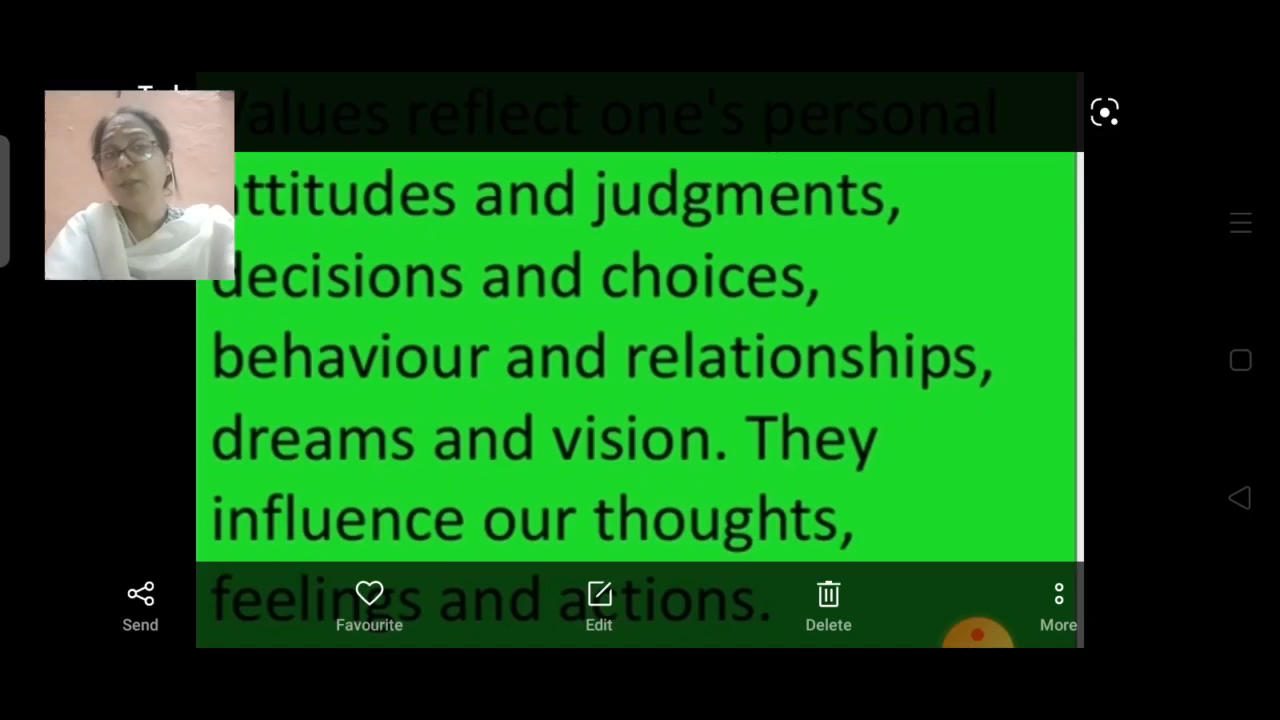 Values reflect one's personal
attitudes and judgments,
decisions and choices,
behaviour and relationships,
dreams and vision. They
influence our thoughts,
feelings and actions.
Send
Favourite
Edit
Delete
More